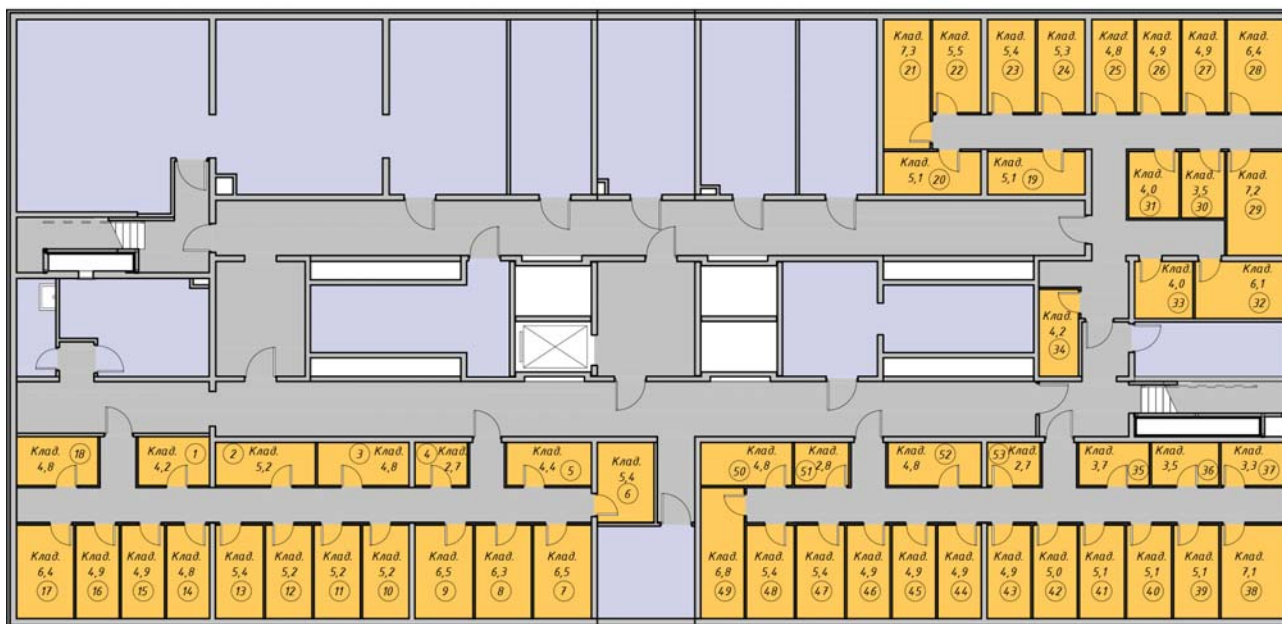 Клад.
7,3
21
Клад.
5,5
22
Клад.
5,4
23
Клад.
5,3
24
Клад.
4,8
25
Клад.
4,9
26
Клад.
4,9
27
Клад.
6,4
28
Клад.
5,1 20
Клад.
5,1 19
Клад.
4,0
31
Клад.
3,5
30
Клад.
7,2
29
Клад.
4,0
33
Клад.
6,1
32
Клад.
4,2
34
Клад.
4,8
18
Клад.
4,2
1
2
Клад.
5,2
3
Клад.
4,8
4
Клад.
2,7
Клад.
4,4
5
Клад.
5,4
6
50
Клад.
4,8
51
Клад.
2,8
Клад.
4,8
52
53
Клад.
2,7
Клад.
3,7
35
Клад.
3,5
36
Клад.
3,3
37
Клад.
6,4
17
Клад.
4,9
16
Клад.
4,9
15
Клад.
4,8
14
Клад.
5,4
13
Клад.
5,2
12
Клад.
5,2
11
Клад.
5,2
10
Клад.
6,5
9
Клад.
6,3
8
Клад.
6,5
7
Клад.
6,8
49
Клад.
5,4
48
Клад.
5,4
47
Клад.
4,9
46
Клад.
4,9
45
Клад.
4,9
44
Клад.
4,9
43
Клад.
5,0
42
Клад.
5,1
41
Клад.
5,1
40
Клад.
5,1
39
Клад.
7,1
38